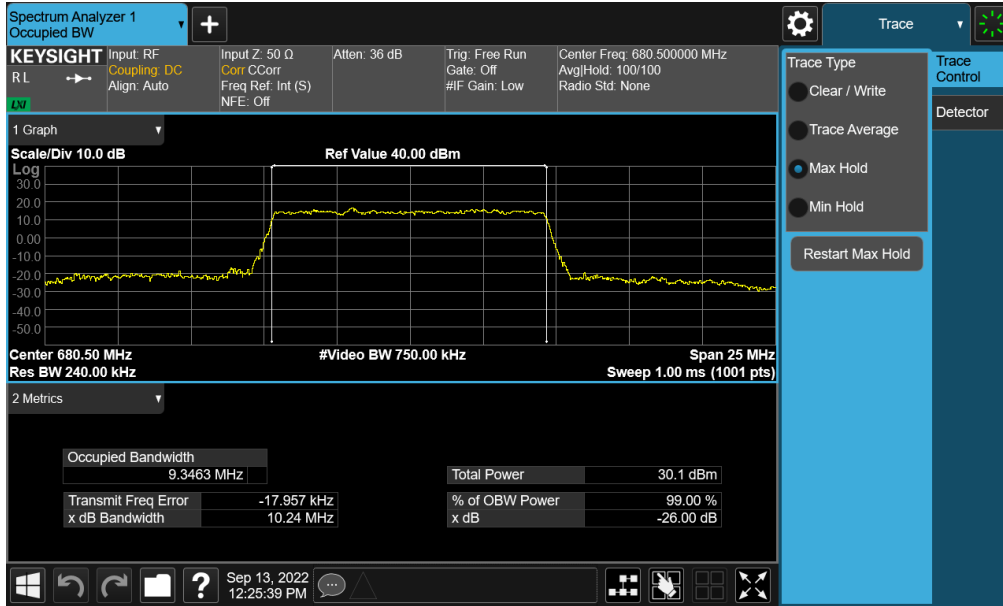 Spectrum Analyzer 1
Occupied BW
Trace
KEYSIGHT
R L
LXI
Input: RF
Coupling: DC
Align: Auto
Input Z: 50 Ω
Corr CCorr
Freq Ref: Int (S)
NFE: Off
Atten: 36 dB
Trig: Free Run
Gate: Off
#IF Gain: Low
Center Freq: 680.500000 MHz
Avg|Hold: 100/100
Radio Std: None
Trace Type
Clear / Write
Trace Average
Max Hold
Min Hold
Restart Max Hold
Trace
Control
Detector
1 Graph
Scale/Div 10.0 dB
Ref Value 40.00 dBm
Log
30.0
20.0
10.0
0.00
-10.0
-20.0
-30.0
-40.0
-50.0
Center 680.50 MHz
#Video BW 750.00 kHz
Span 25 MHz
Res BW 240.00 kHz
Sweep 1.00 ms (1001 pts)
2 Metrics
Occupied Bandwidth
9.3463 MHz
Total Power 30.1 dBm
Transmit Freq Error -17.957 kHz
% of OBW Power 99.00 %
x dB Bandwidth 10.24 MHz
x dB -26.00 dB
?
Sep 13, 2022
12:25:39 PM